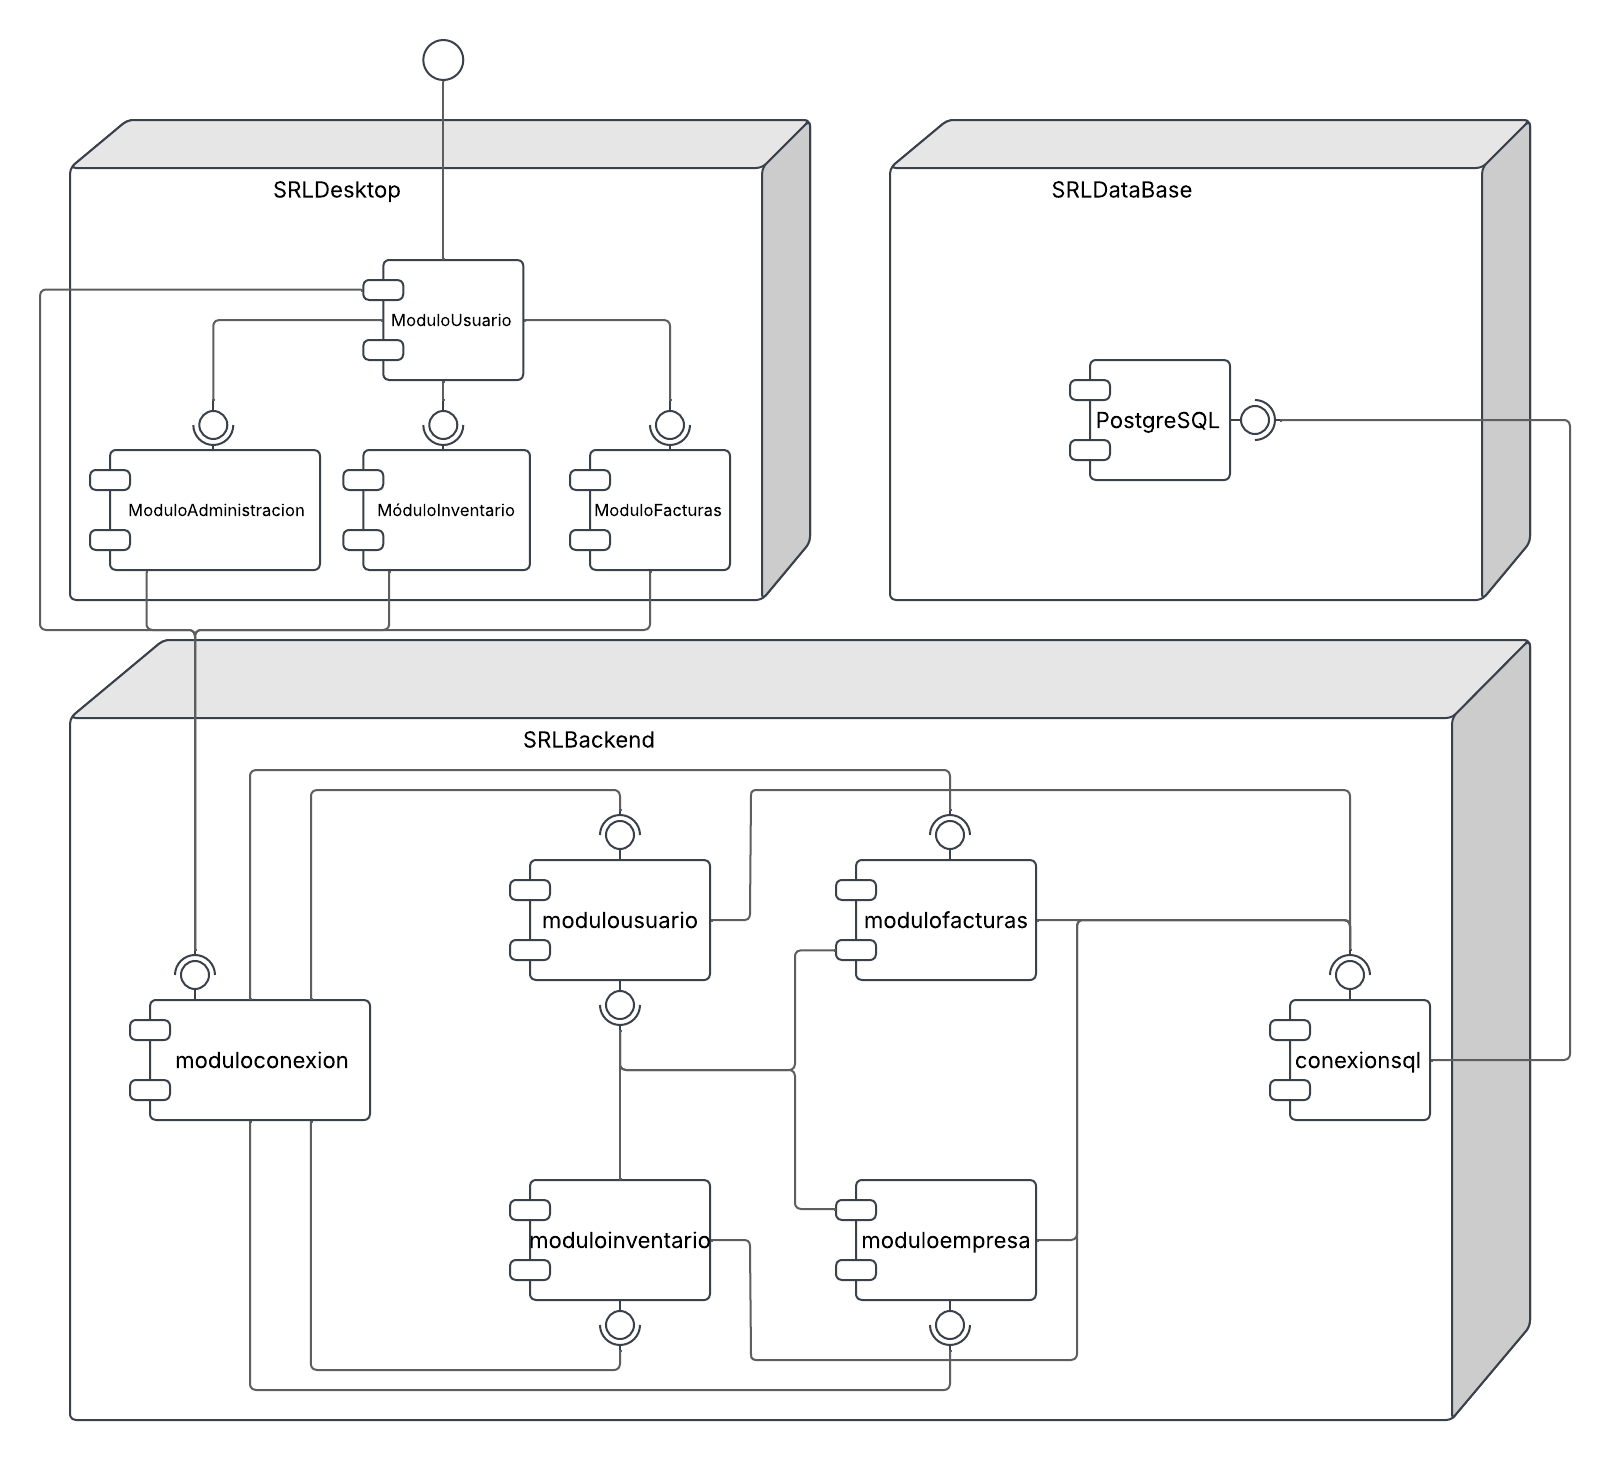 SRLDesktop
SRLDataBase
ModuloUsuario
PostgreSQL
ModuloAdministracion
MóduloInventario
ModuloFacturas
SRLBackend
modulousuario
modulofacturas
moduloconexion
conexionsql
moduloinventario
moduloempresa